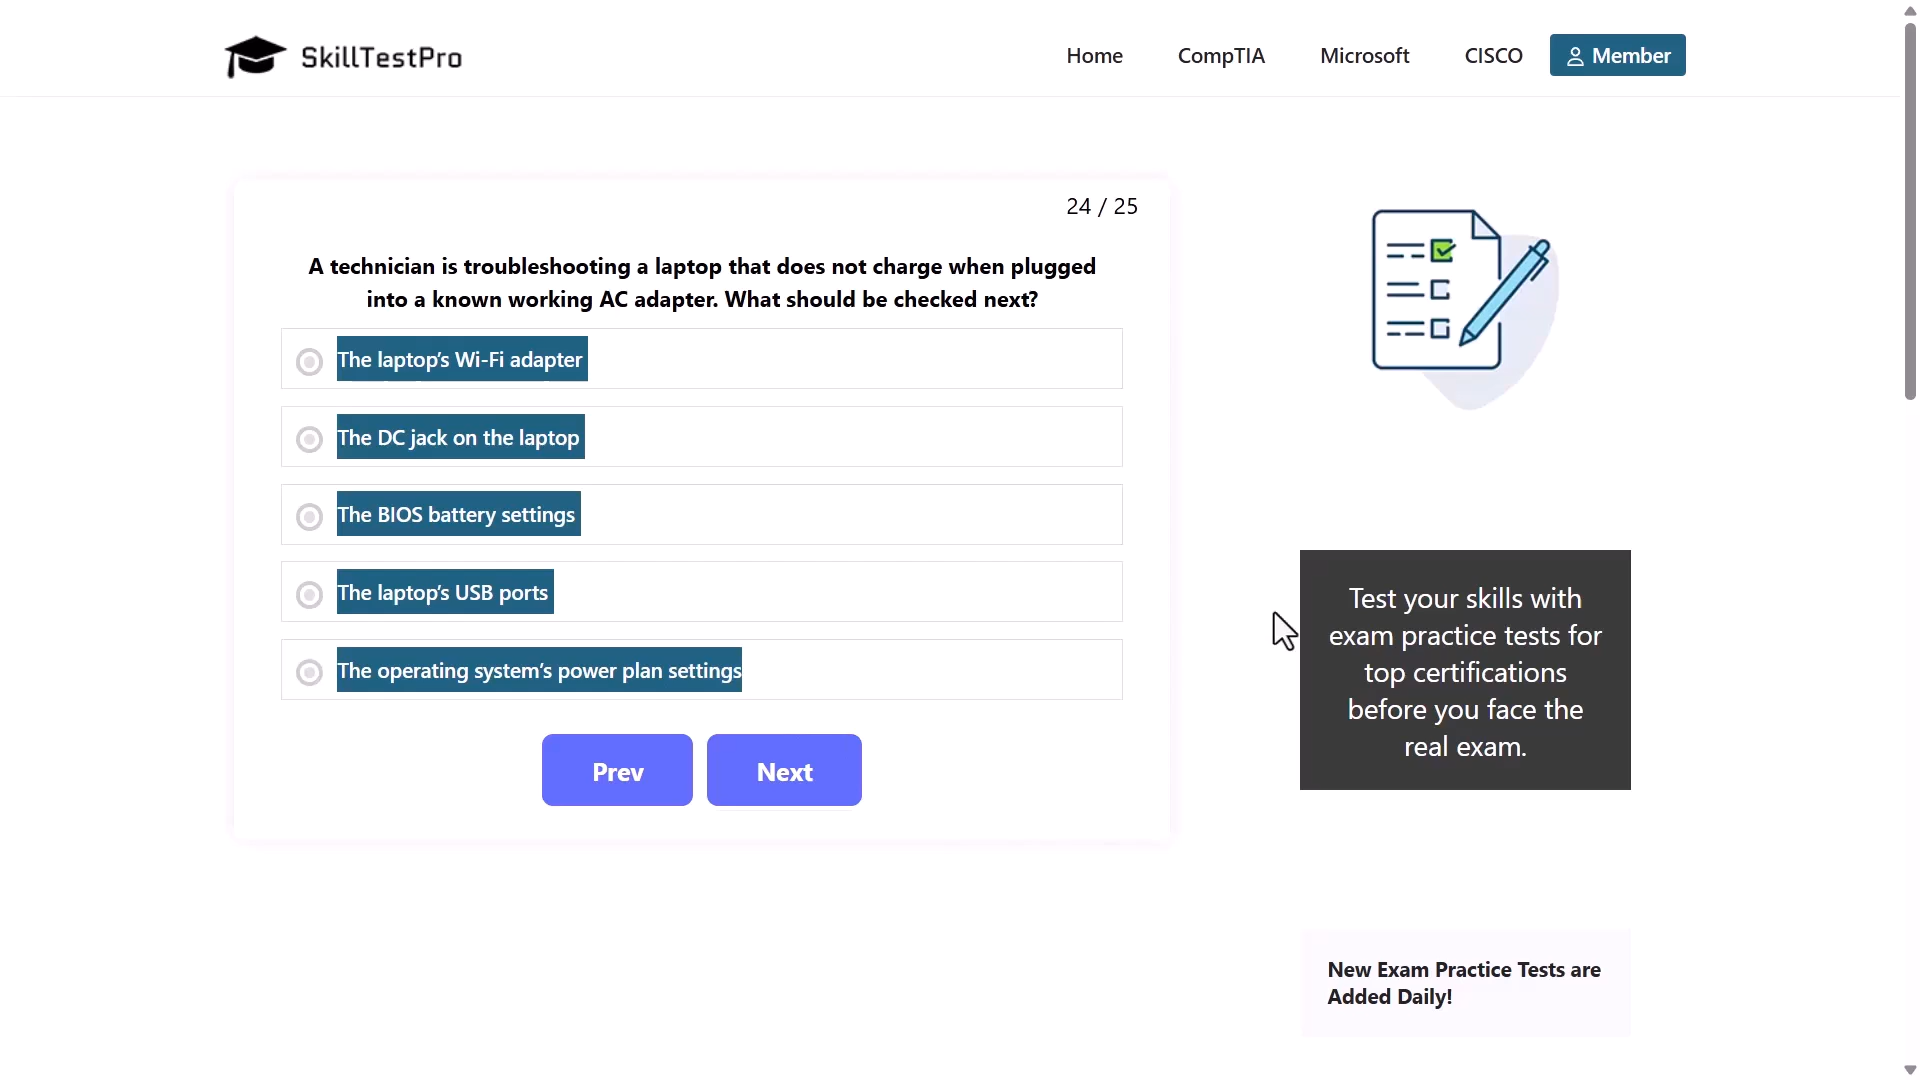 SkillTestPro
Home CompTIA Microsoft CISCO Member
24 / 25
A technician is troubleshooting a laptop that does not charge when plugged
into a known working AC adapter. What should be checked next?
The laptop’s Wi-Fi adapter
The DC jack on the laptop
The BIOS battery settings
The laptop’s USB ports
The operating system’s power plan settings
Prev Next
Test your skills with
exam practice tests for
top certifications
before you face the
real exam.
New Exam Practice Tests are
Added Daily!